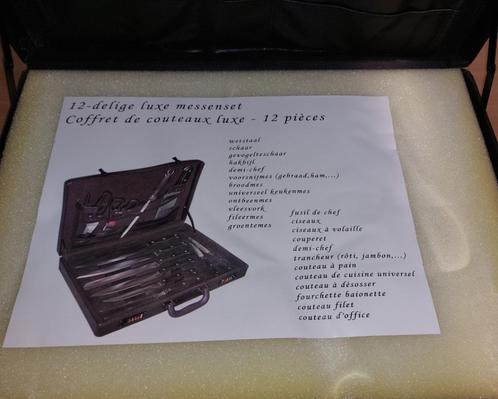 12-delige luxe messenset
Coffret de couteaux luxe - 12 pièces
wetstaal
schaar
gevogelteschaar
hakbijl
demi-chef
voorsnijmes (gebraad,ham,...)
broodmes
universeel keukenmes
ontbeenmes
vleesvork
fileermes
groentemes
fusil de chef
ciseaux
ciseaux à volaille
couperet
demi-chef
trancheur (rôti, jambon,...)
couteau à pain
couteau de cuisine universel
couteau à désosser
fourchette baionette
couteau filet
couteau d'office